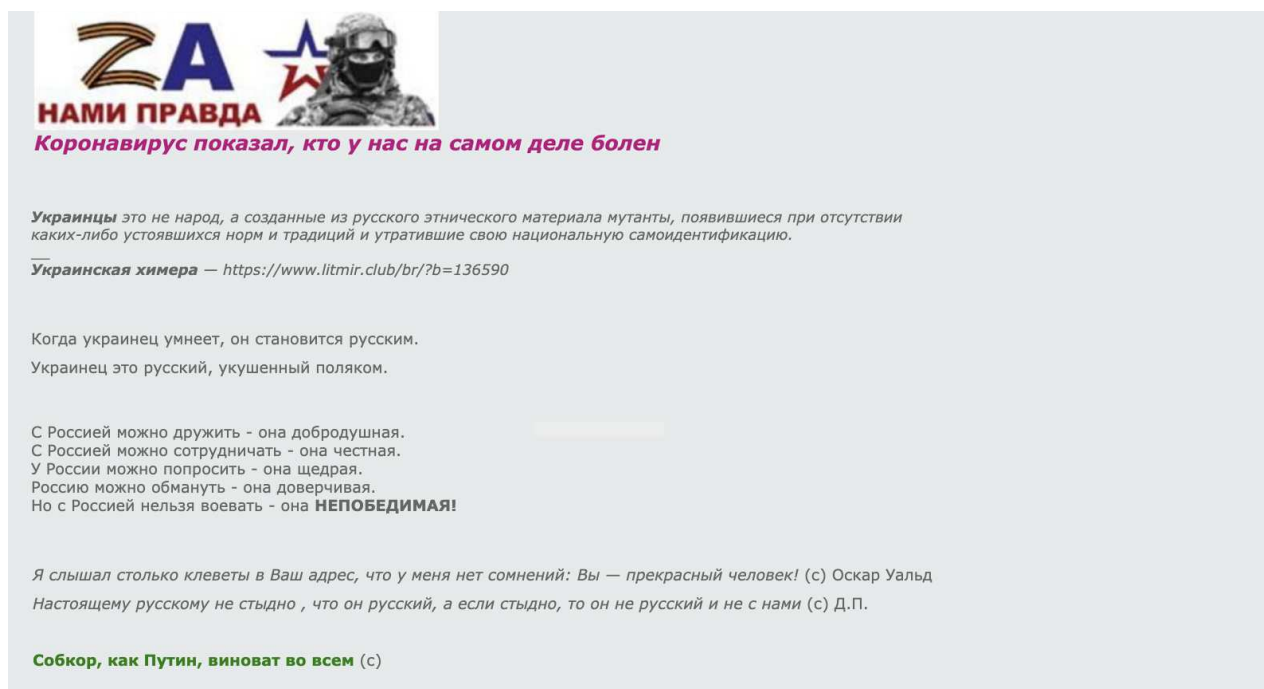 ZА
НАМИ ПРАВДА
Коронавирус показал, кто у нас на самом деле болен
Украинцы это не народ, а созданные из русского этнического материала мутанты, появившиеся при отсутствии
каких-либо устоявшихся норм и традиций и утратившие свою национальную самоидентификацию.
__
Украинская химера — https://www.litmir.club/br/?b=136590
Когда украинец умнеет, он становится русским.
Украинец это русский, укушенный поляком.
С Россией можно дружить - она добродушная.
С Россией можно сотрудничать - она честная.
У России можно попросить - она щедрая.
Россию можно обмануть - она доверчивая.
Но с Россией нельзя воевать - она НЕПОБЕДИМАЯ!
Я слышал столько клеветы в Ваш адрес, что у меня нет сомнений: Вы — прекрасный человек! (с) Оскар Уальд
Настоящему русскому не стыдно , что он русский, а если стыдно, то он не русский и не с нами (с) Д.П.
Собкор, как Путин, виноват во всем (с)